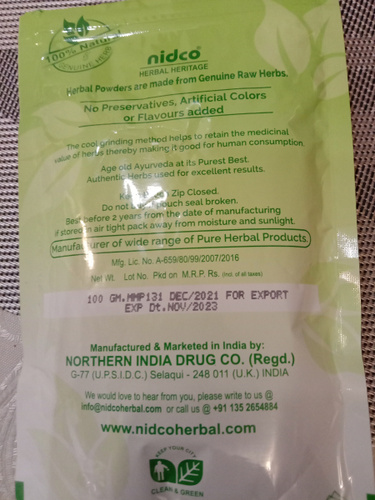 100% Natural
GENUINE HERB
nidco
HERBAL HERITAGE
Herbal Powders are made from Genuine Raw Herbs.
No Preservatives, Artificial Colors
or Flavours added
The cool grinding method helps to retain the medicinal
value of herbs thereby making it good for human consumption
Age old Ayurveda at its Purest Best.
Authentic Herbs used for excellent results.
Zip Closed.
Do not pouch seal broken.
Best before 2 years from the date of manufacturing
if stored in air tight pack away from moisture and sunlight.
Manufacturer of wide range of Pure Herbal Products.
Mfg. Lic. No. A-659/80/99/2007/2016
Net Wt. Lot No. Pkd on M.R.P. Rs. (Incl. of all taxes)
100 GM.MMP131 DEC/2021 FOR EXPORT
EXP Dt.NOV/2023
Manufactured & Marketed in India by:
NORTHERN INDIA DRUG CO. (Regd.)
G-77 (U.P.S.I.D.C.) Selaqui - 248 011 (U.K.) INDIA
We would love to hear from you, please write to us @
info@nidcoherbal.com or call us @ +91 135 2654884
www.nidcoherbal.com
KEEP YOUR CITY
CLEAN & GREEN